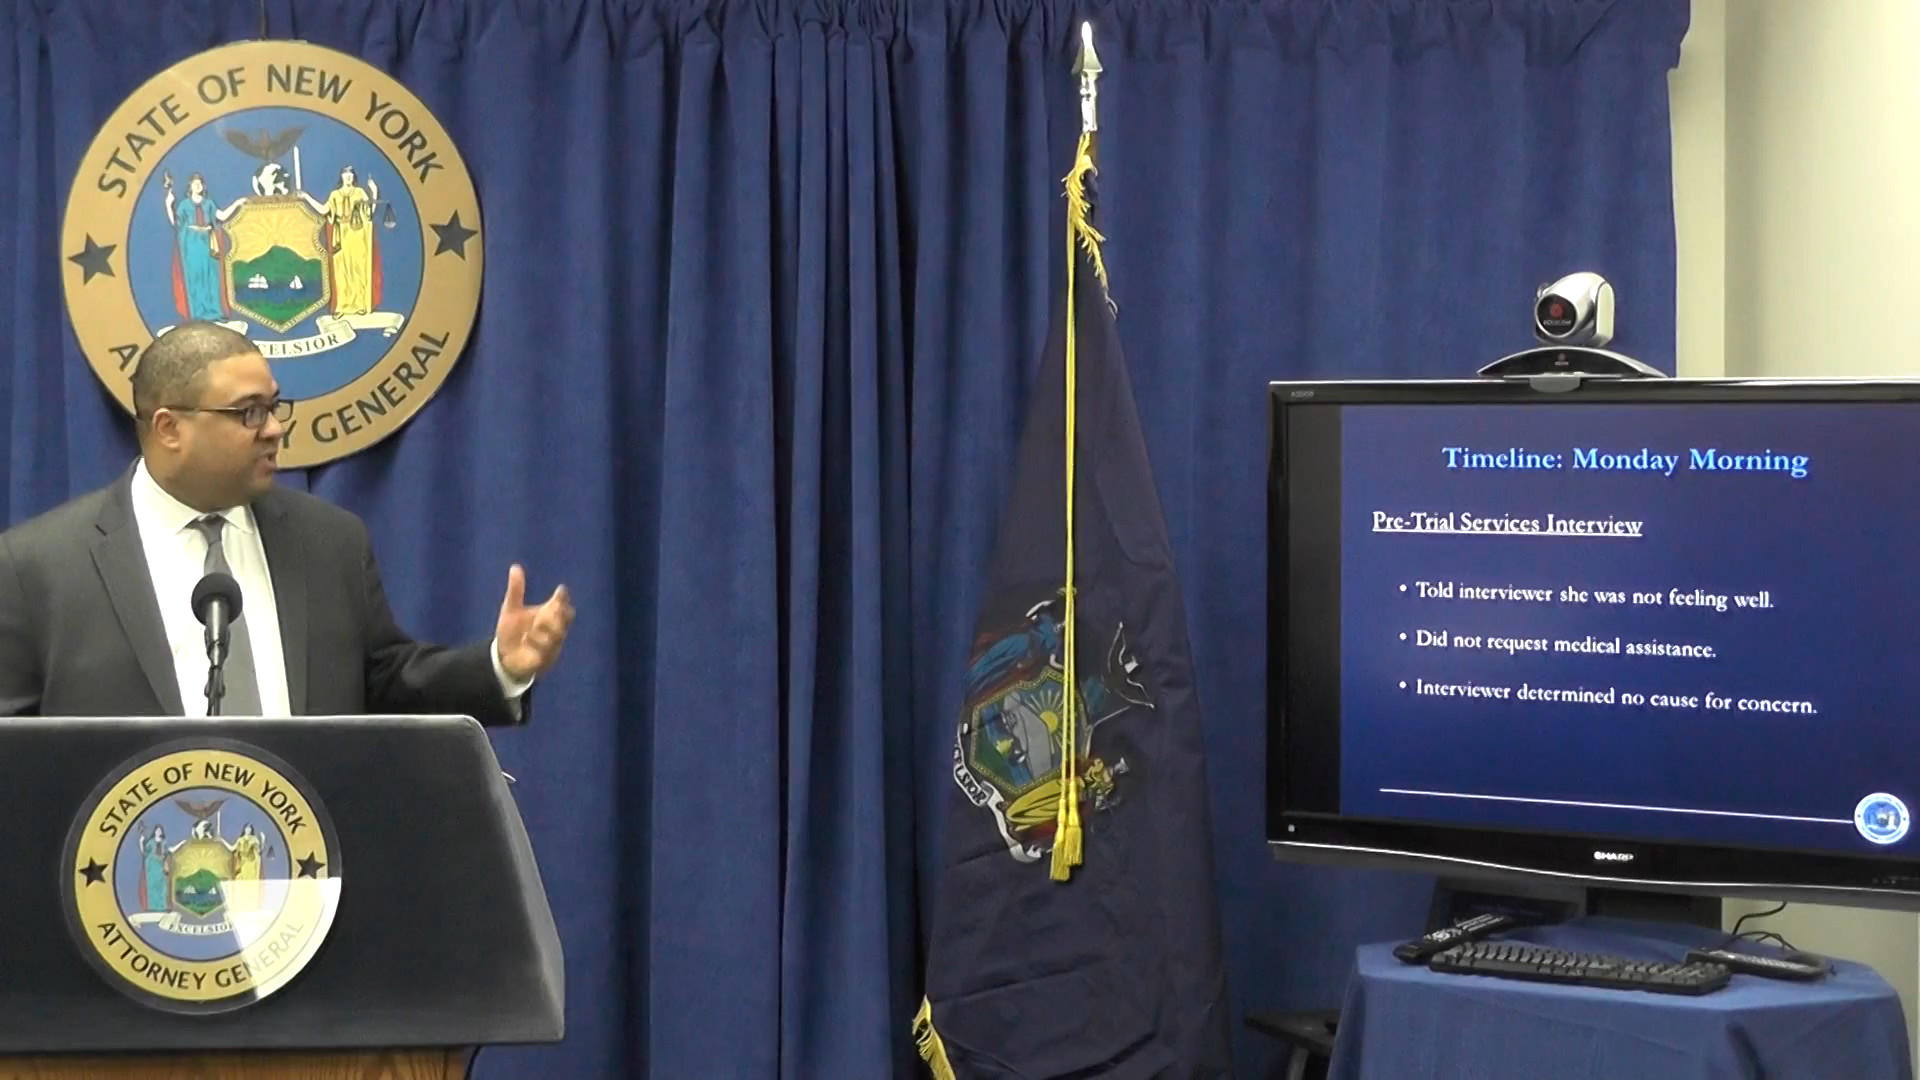 STATE OF NEW YORK
CELSIOR
ATTORNEY GENERAL
STATE OF NEW YORK
EXCELSIOR
ATTORNEY GENERAL
CELSIOR
Timeline: Monday Morning
Pre-Trial Services Interview
• Told interviewer she was not feeling well.
• Did not request medical assistance.
• Interviewer determined no cause for concern.
SHARP